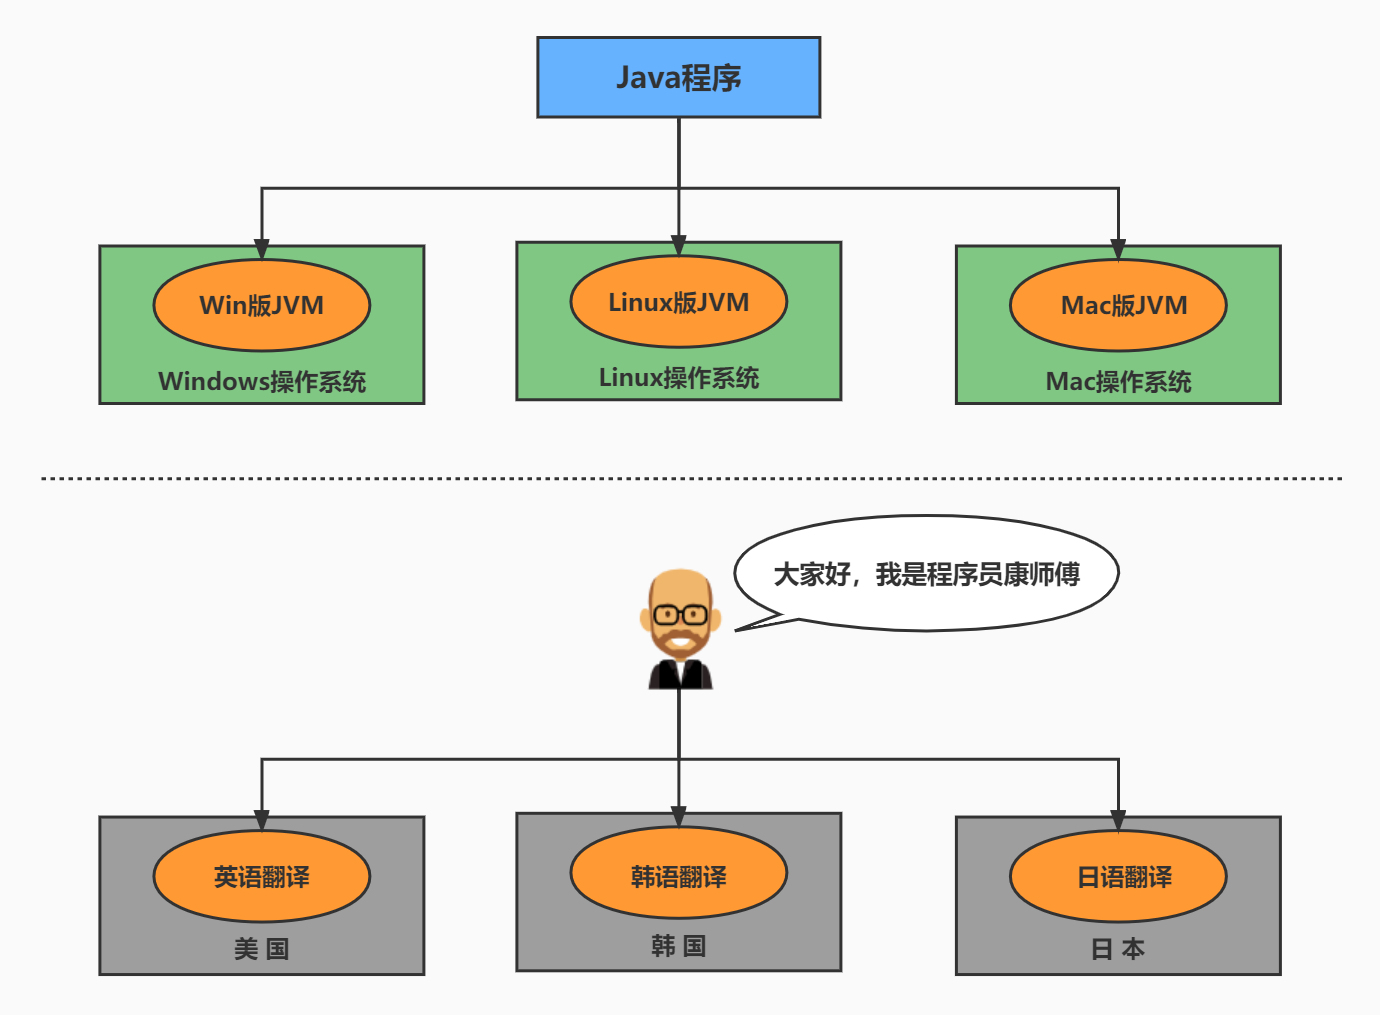 Java程序
Win版JVM
Linux版JVM
Mac版JVM
Windows操作系统
Linux操作系统
Mac操作系统
大家好，我是程序员康师傅
英语翻译
韩语翻译
日语翻译
美 国
韩 国
日 本